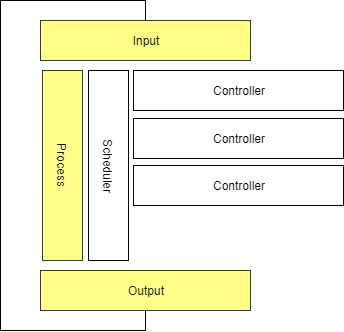 Input
Process
Scheduler
Controller
Controller
Controller
Output